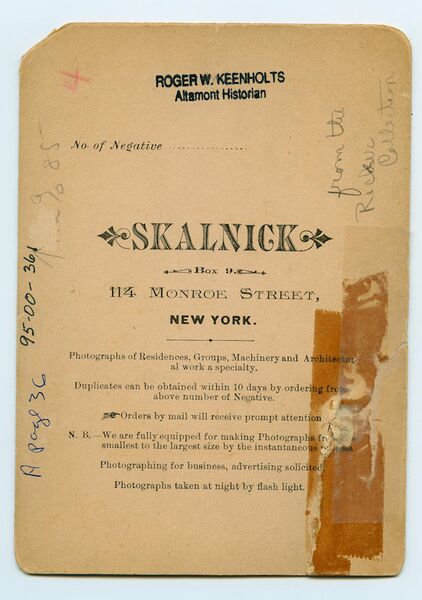 ROGER W. KEENHOLTS
Altamont Historian
4
No. of Negative ................
from the
Collection
SKALNICK
Box 9.
114 MONROE STREET,
NEW YORK.
Photographs of Residences, Groups, Machinery and Architectur
al work a specialty.
Duplicates can be obtained within 10 days by ordering from
above number of Negative.
Orders by mail will receive prompt attention
N. B.—We are fully equipped for making Photographs
smallest to the largest size by the instantaneous
Photographing for business, advertising solicited
Photographs taken at night by flash light.
95-00-361
A page 36